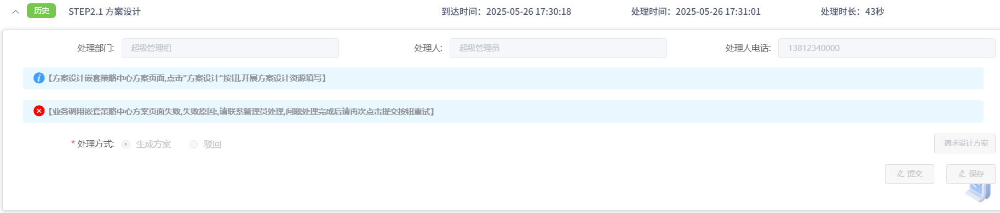 历史 STEP2.1 方案设计 到达时间：2025-05-26 17:30:18 处理时间：2025-05-26 17:31:01 处理时长：43秒
处理部门: 超级管理组 处理人: 超级管理员 处理人电话: 13812340000
【方案设计嵌套策略中心方案页面,点击"方案设计"按钮,开展方案设计资源填写】
【业务调用嵌套策略中心方案页面失败,失败原因:,请联系管理员处理,问题处理完成后请再次点击提交按钮重试】
* 处理方式: 生成方案 驳回 请求设计方案
提交 保存